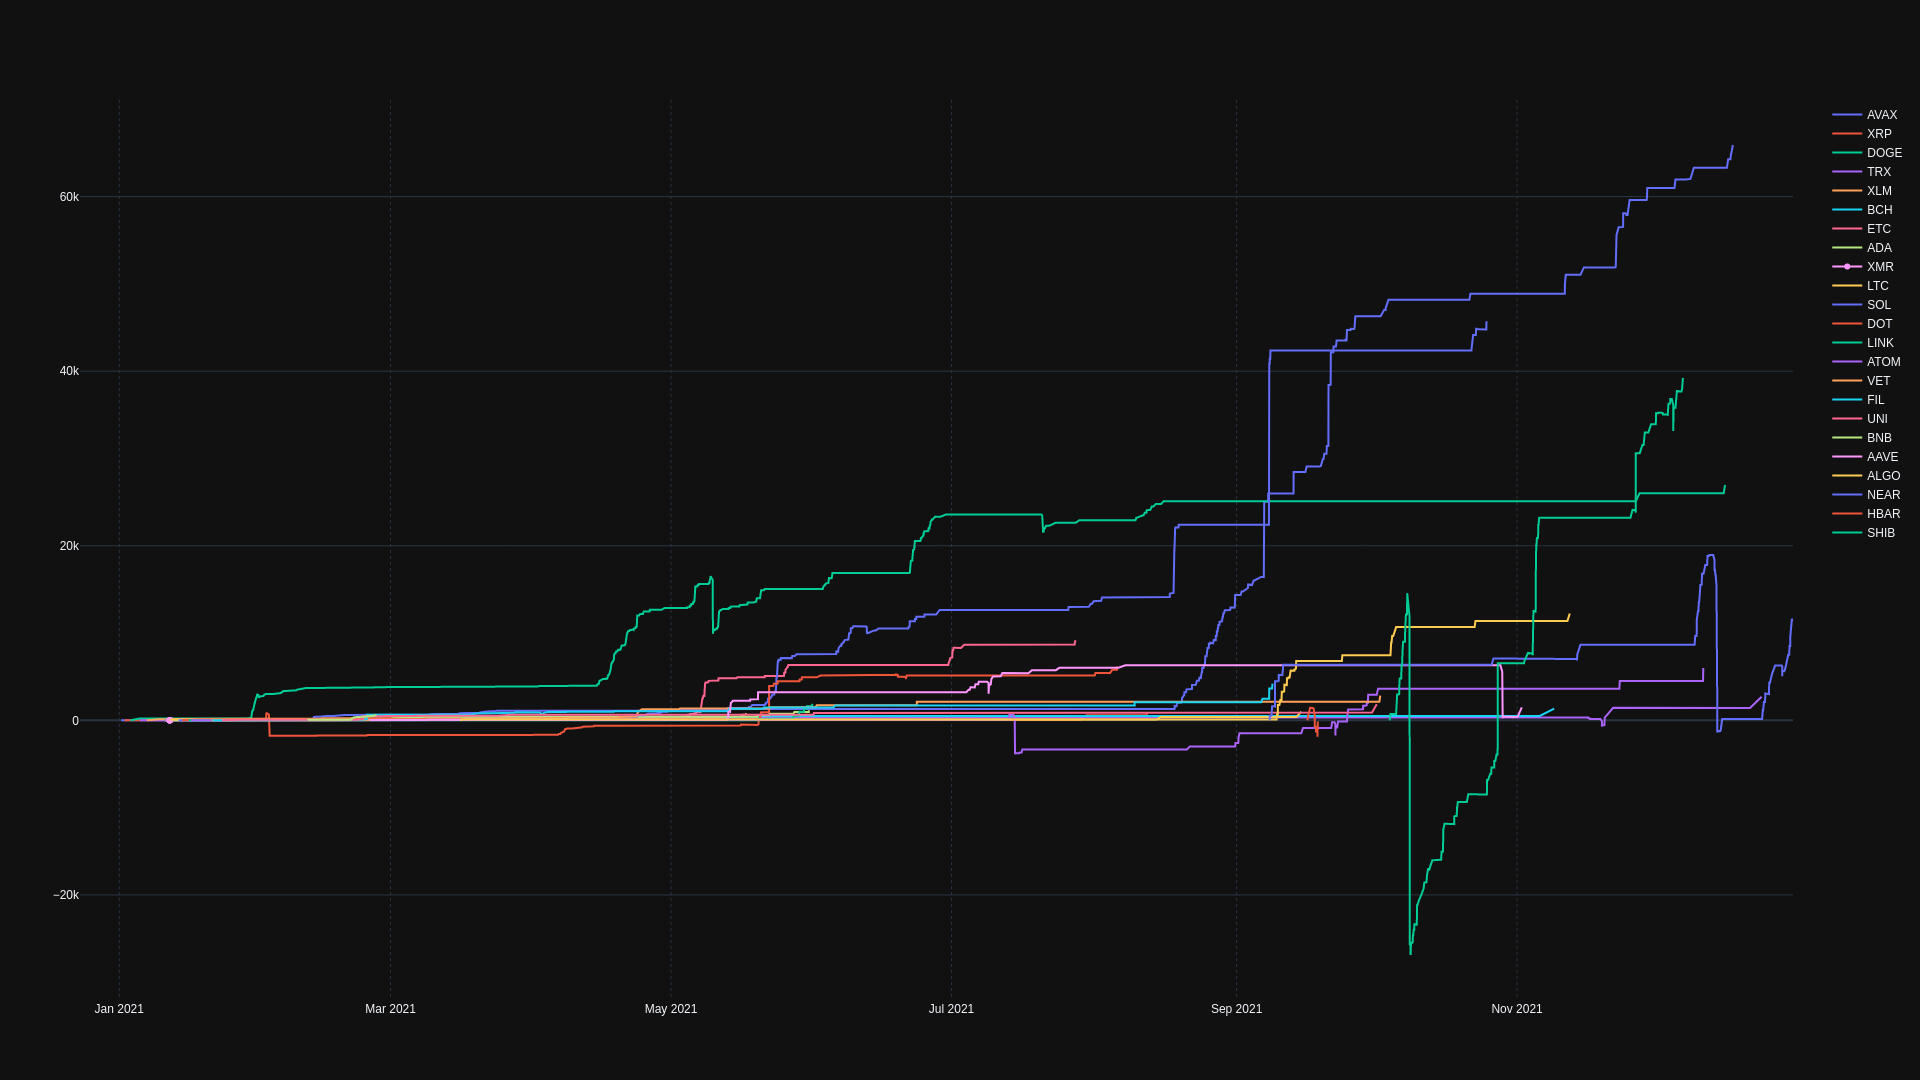 60k
40k
20k
0
−20k
Jan 2021
Mar 2021
May 2021
Jul 2021
Sep 2021
Nov 2021
AVAX
XRP
DOGE
TRX
XLM
BCH
ETC
ADA
XMR
LTC
SOL
DOT
LINK
ATOM
VET
FIL
UNI
BNB
AAVE
ALGO
NEAR
HBAR
SHIB